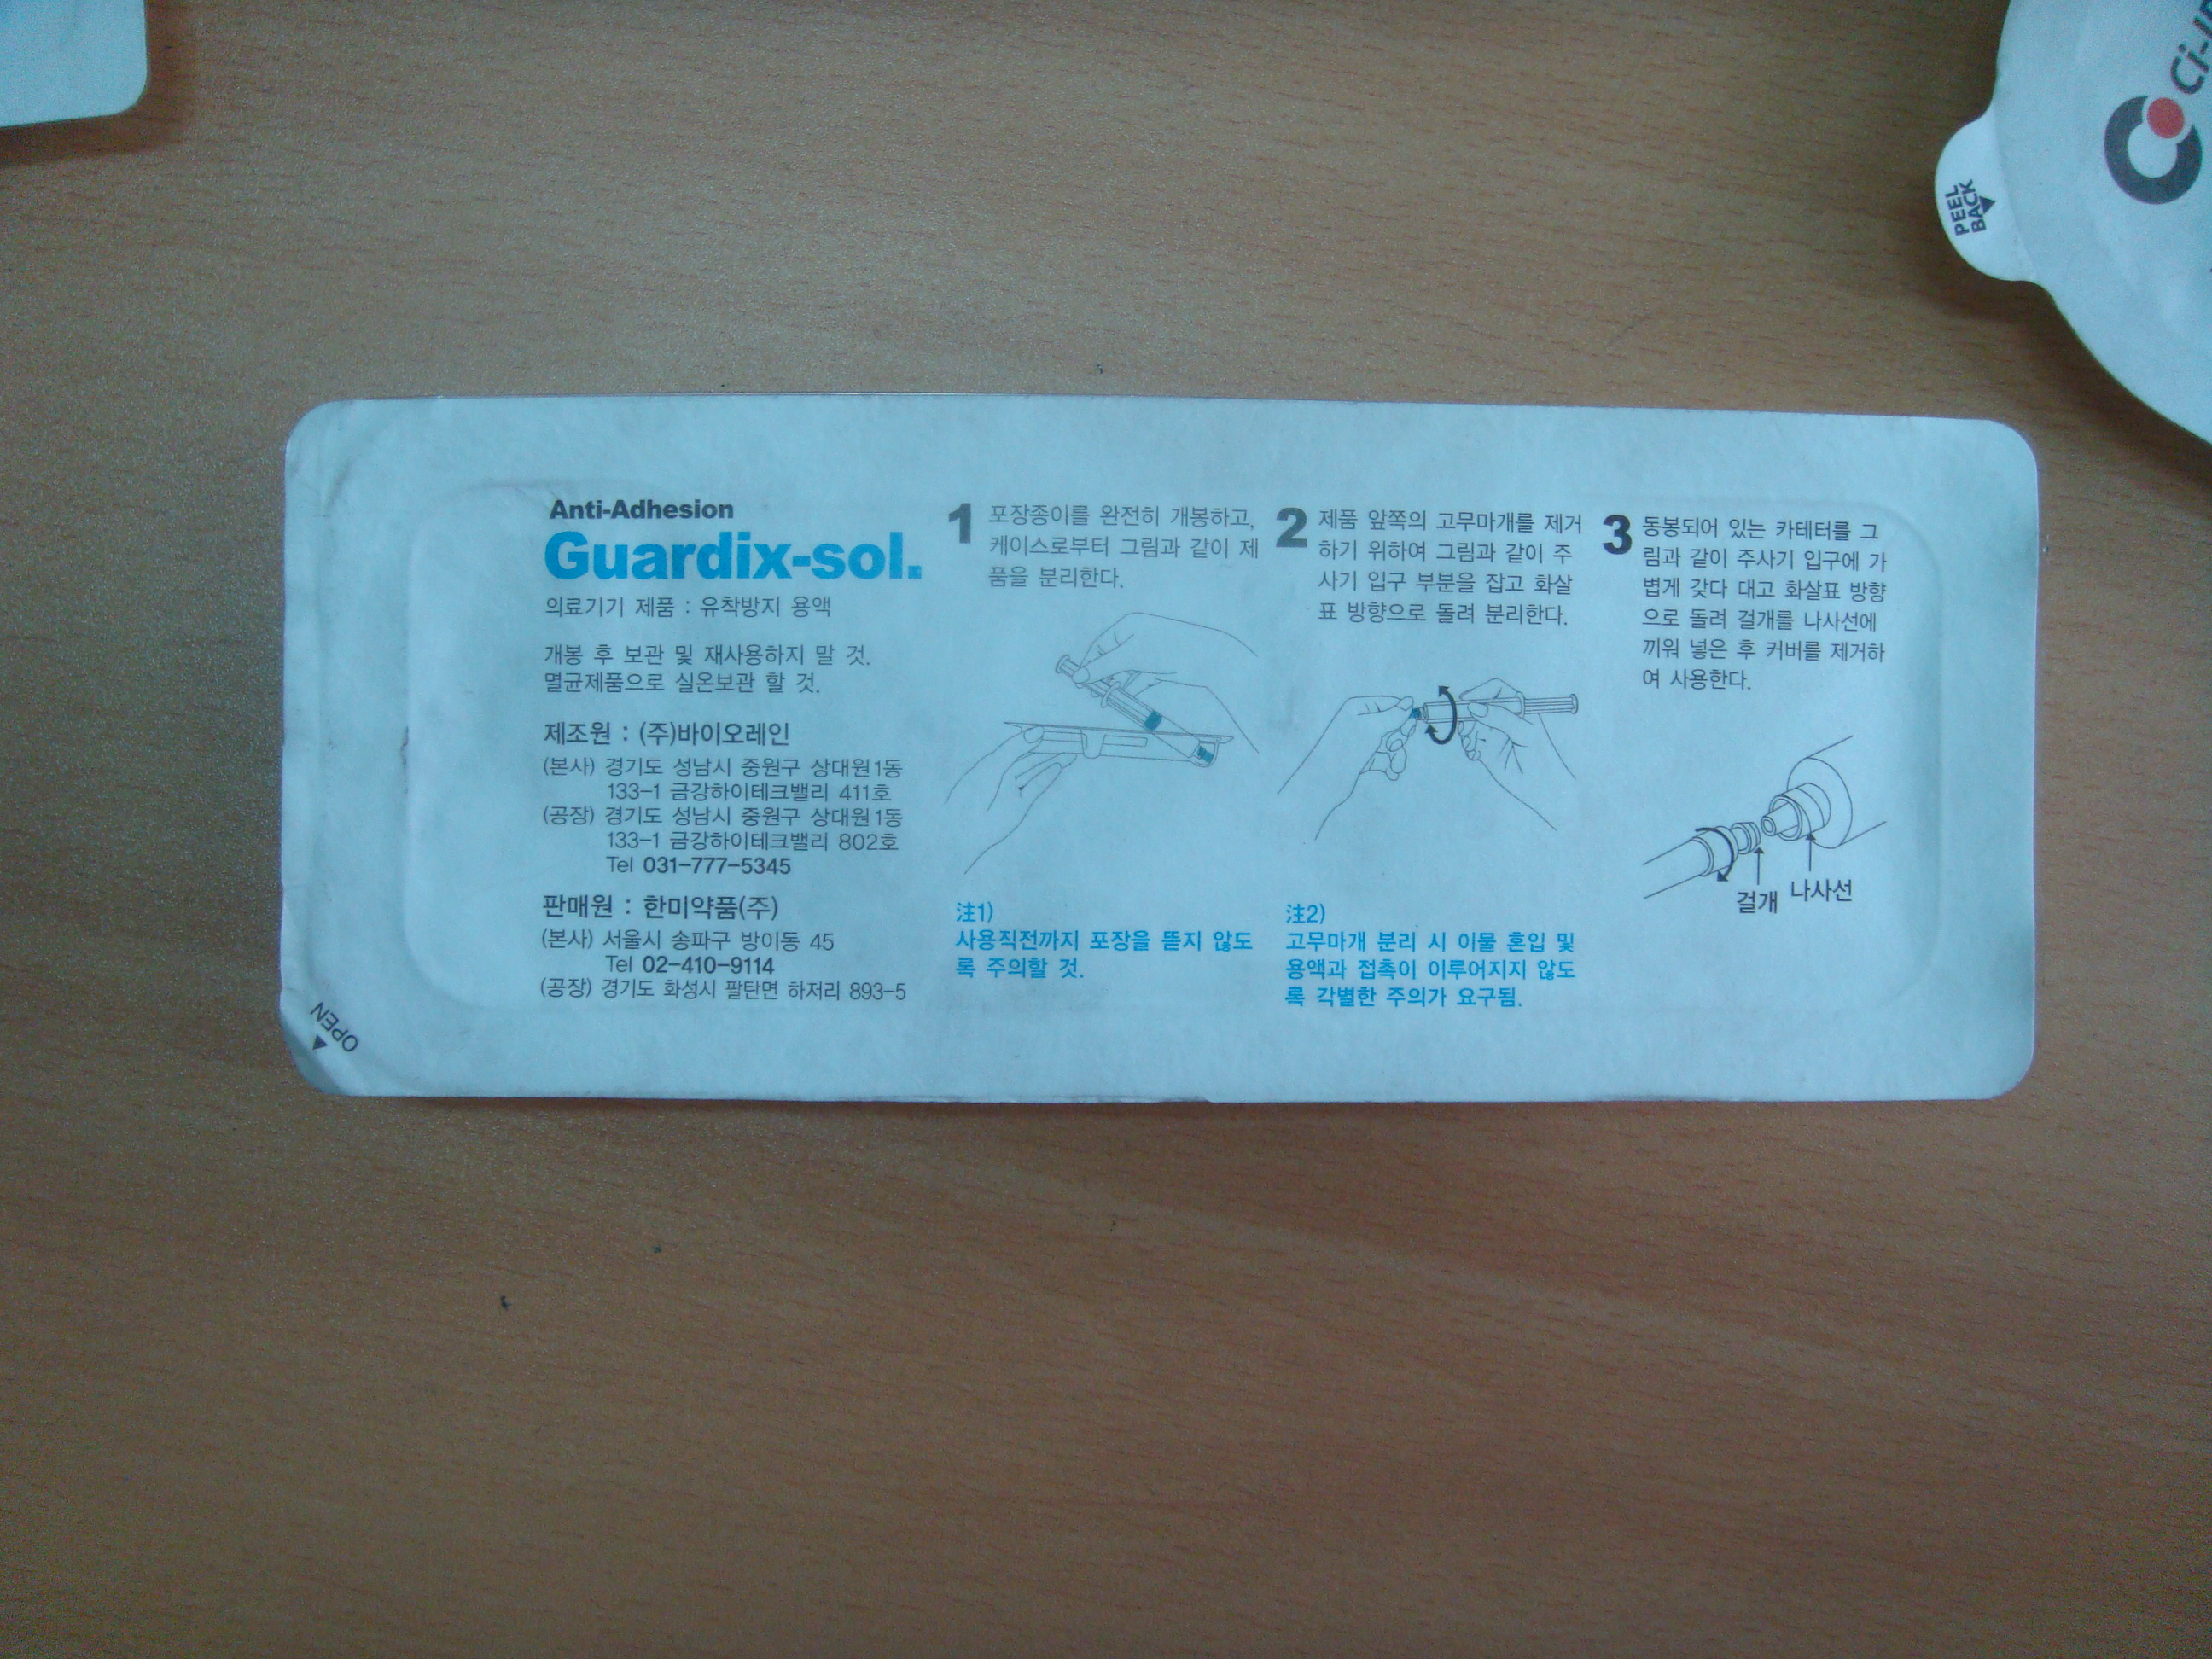 Anti-Adhesion
Guardix-sol.
의료기기 제품 : 유착방지 용액
개봉 후 보관 및 재사용하지 말 것.
멸균제품으로 실온보관 할 것.
제조원 : (주)바이오레인
(본사) 경기도 성남시 중원구 상대원1동
133-1 금강하이테크밸리 411호
(공장) 경기도 성남시 중원구 상대원1동
133-1 금강하이테크밸리 802호
Tel 031-777-5345
판매원 : 한미약품(주)
(본사) 서울시 송파구 방이동 45
Tel 02-410-9114
(공장) 경기도 화성시 팔탄면 하저리 893-5
OPEN
1 포장종이를 완전히 개봉하고,
케이스로부터 그림과 같이 제
품을 분리한다.
注1)
사용직전까지 포장을 뜯지 않도
록 주의할 것.
2 제품 앞쪽의 고무마개를 제거
하기 위하여 그림과 같이 주
사기 입구 부분을 잡고 화살
표 방향으로 돌려 분리한다.
注2)
고무마개 분리 시 이물 혼입 및
용액과 접촉이 이루어지지 않도
록 각별한 주의가 요구됨.
3 동봉되어 있는 카테터를 그
림과 같이 주사기 입구에 가
볍게 갖다 대고 화살표 방향
으로 돌려 걸개를 나사선에
끼워 넣은 후 커버를 제거하
여 사용한다.
걸개 나사선
PEEL
BACK